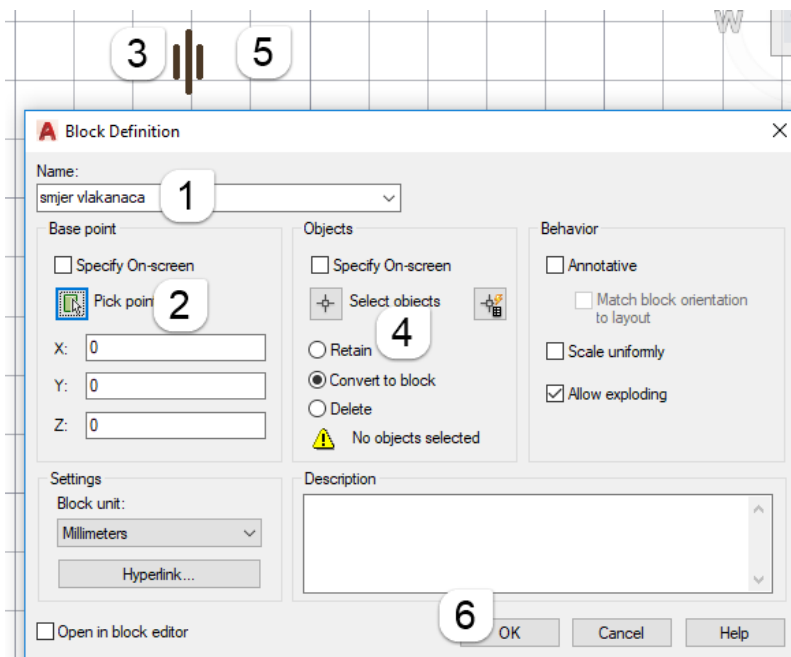 W
3
5
A Block Definition
Name:
smjer vlakanaca
1
Base point
Specify On-screen
Pick point
2
X: 0
Y: 0
Z: 0
Objects
Specify On-screen
Select objects
4
Retain
Convert to block
Delete
No objects selected
Behavior
Annotative
Match block orientation
to layout
Scale uniformly
Allow exploding
Settings
Block unit:
Millimeters
Hyperlink...
Description
Open in block editor
6
OK
Cancel
Help